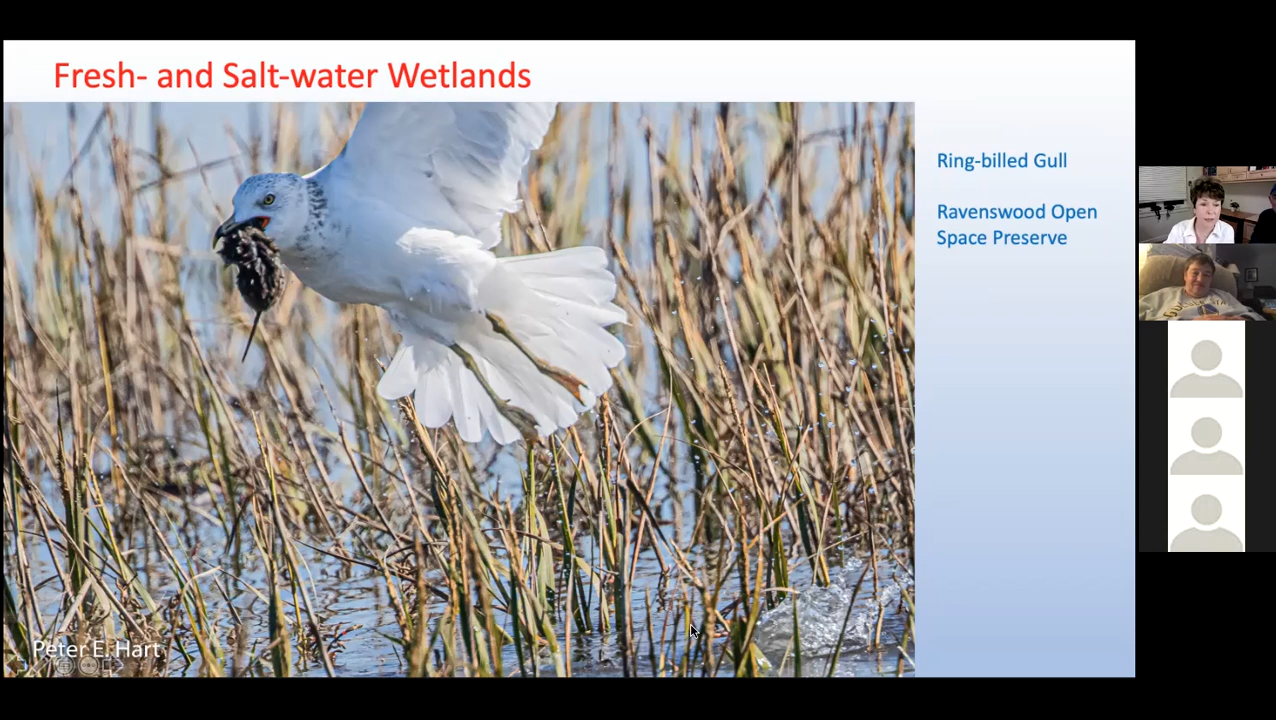 Fresh- and Salt-water Wetlands
Ring-billed Gull
Ravenswood Open
Space Preserve
Peter E. Hart